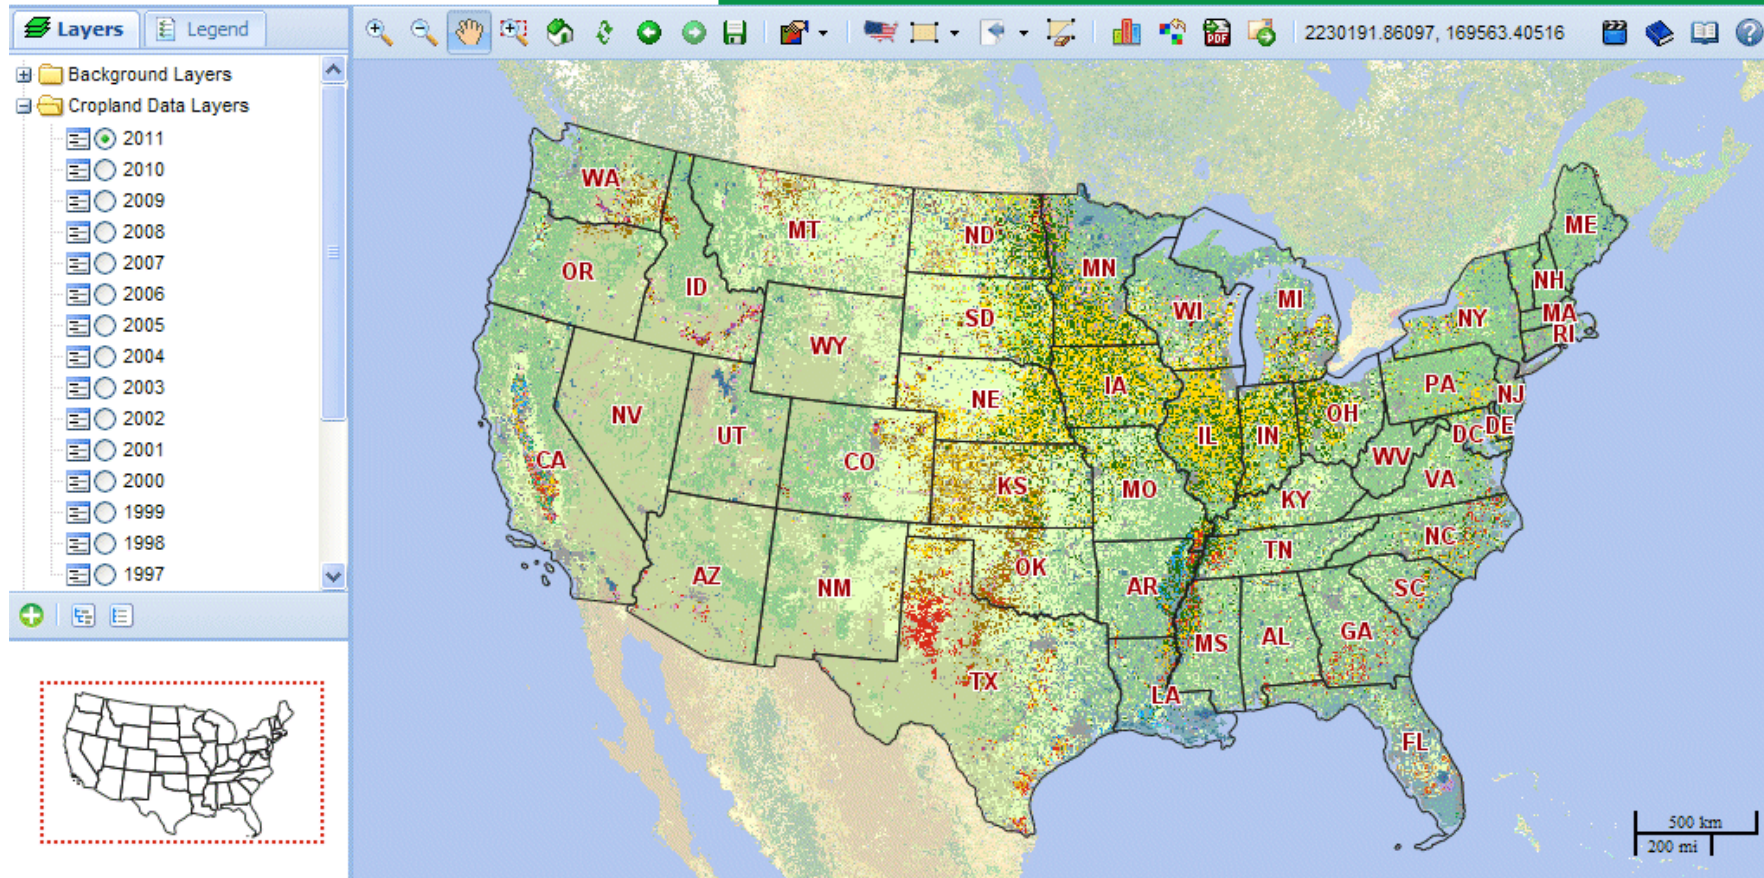 Layers
Legend
2230191.86097, 169563.40516
PDF
Background Layers
Cropland Data Layers
2011
2010
2009
2008
2007
2006
2005
2004
2003
2002
2001
2000
1999
1998
1997
WA
MT
ND
MN
ME
OR
ID
SD
WI
MI
NH
NY
MA
RI
WY
NE
IA
PA
NJ
NV
UT
CO
IL
IN
OH
DC
DE
WV
VA
CA
KS
MO
KY
NC
AZ
NM
OK
AR
TN
SC
MS
AL
GA
TX
LA
FL
500 km
200 mi